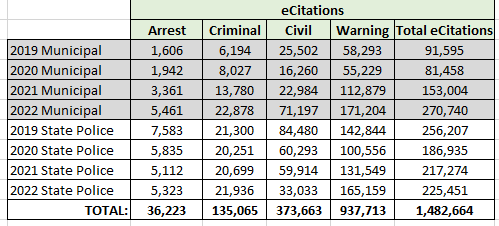 eCitations
Arrest Criminal Civil Warning Total eCitations
2019 Municipal 1,606 6,194 25,502 58,293 91,595
2020 Municipal 1,942 8,027 16,260 55,229 81,458
2021 Municipal 3,361 13,780 22,984 112,879 153,004
2022 Municipal 5,461 22,878 71,197 171,204 270,740
2019 State Police 7,583 21,300 84,480 142,844 256,207
2020 State Police 5,835 20,251 60,293 100,556 186,935
2021 State Police 5,112 20,699 59,914 131,549 217,274
2022 State Police 5,323 21,936 33,033 165,159 225,451
TOTAL: 36,223 135,065 373,663 937,713 1,482,664